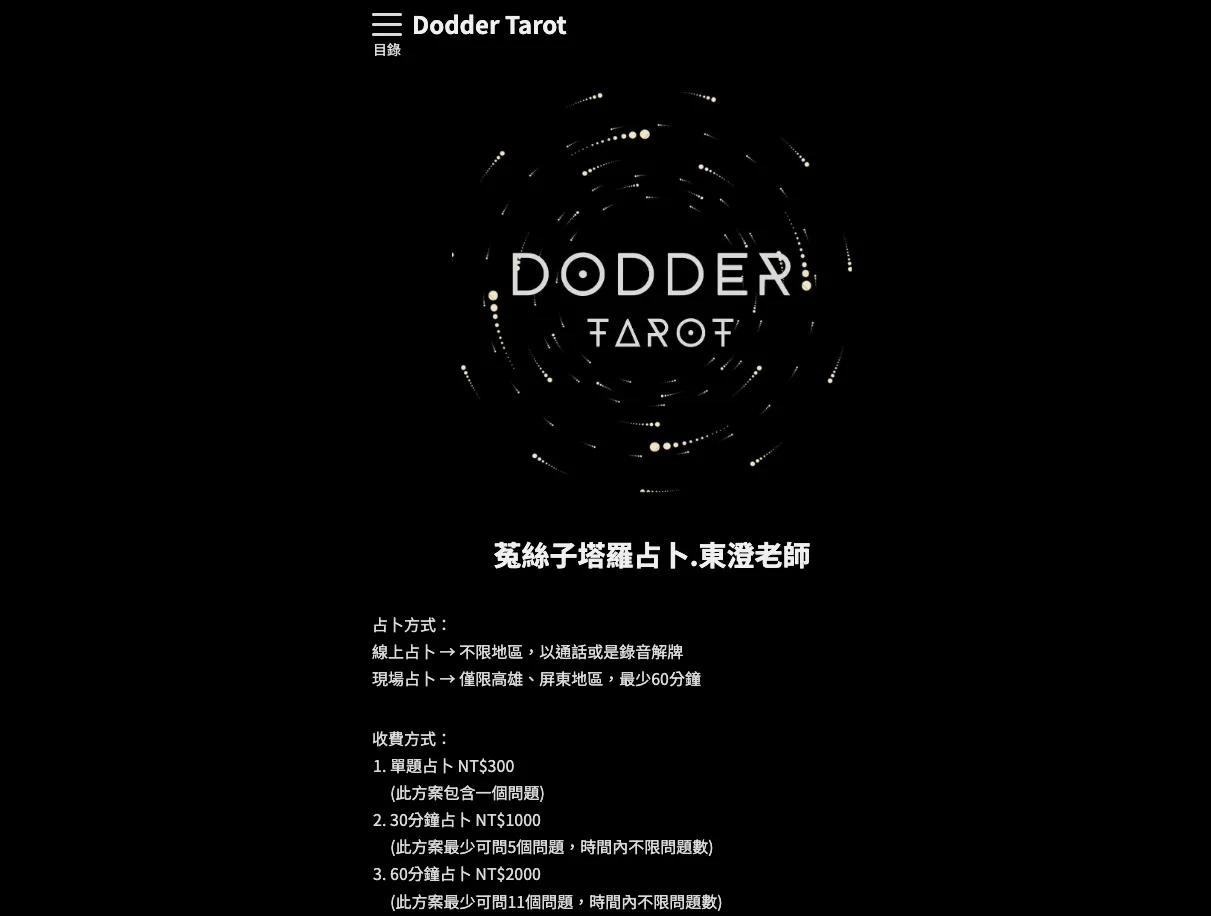 Dodder Tarot
目錄
DODDER
TAROT
菟絲子塔羅占卜.東澄老師
占卜方式：
線上占卜 → 不限地區，以通話或是錄音解牌
現場占卜 → 僅限高雄、屏東地區，最少60分鐘
收費方式：
1. 單題占卜 NT$300
(此方案包含一個問題)
2. 30分鐘占卜 NT$1000
(此方案最少可問5個問題，時間內不限問題數)
3. 60分鐘占卜 NT$2000
(此方案最少可問11個問題，時間內不限問題數)